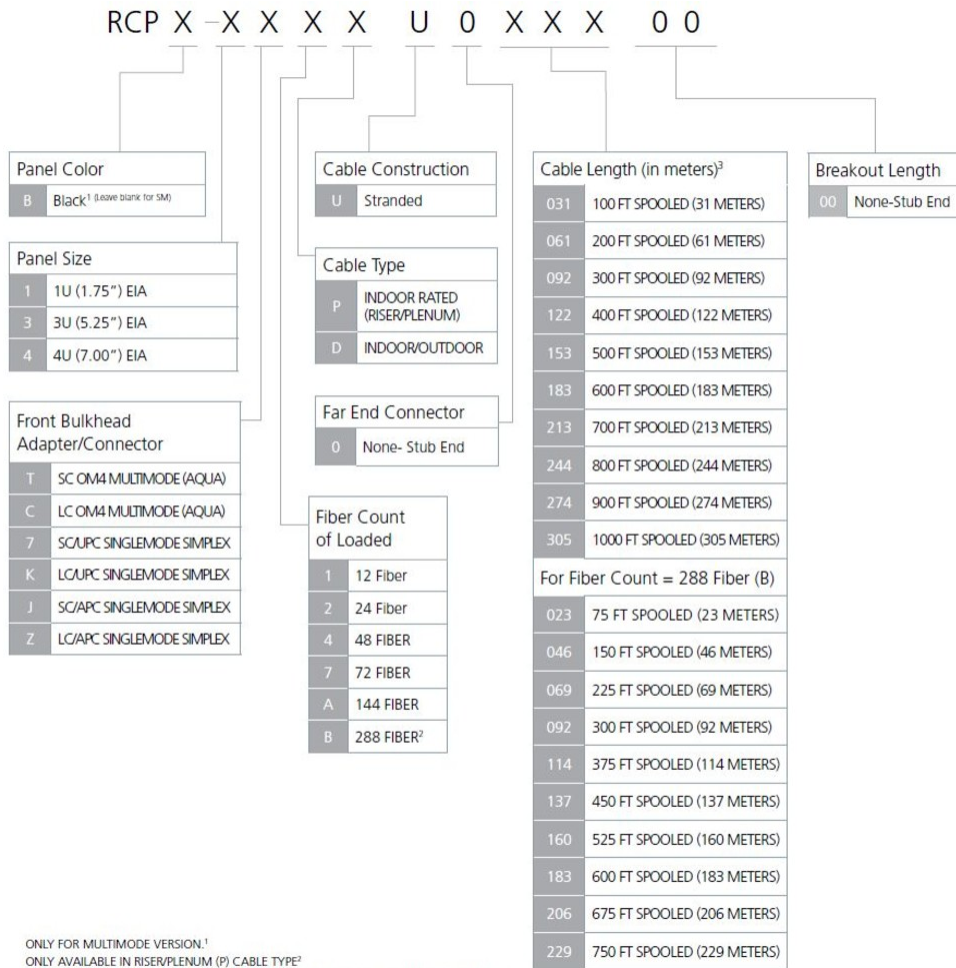 RCP X -X X X X U 0 X X X 0 0
Panel Color
B Black¹ (Leave blank for SM)
Panel Size
1 1U (1.75”) EIA
3 3U (5.25”) EIA
4 4U (7.00”) EIA
Front Bulkhead
Adapter/Connector
T SC OM4 MULTIMODE (AQUA)
C LC OM4 MULTIMODE (AQUA)
7 SC/UPC SINGLEMODE SIMPLEX
K LC/UPC SINGLEMODE SIMPLEX
J SC/APC SINGLEMODE SIMPLEX
Z LC/APC SINGLEMODE SIMPLEX
Cable Construction
U Stranded
Cable Type
P INDOOR RATED
(RISER/PLENUM)
D INDOOR/OUTDOOR
Far End Connector
0 None- Stub End
Fiber Count
of Loaded
1 12 Fiber
2 24 Fiber
4 48 FIBER
7 72 FIBER
A 144 FIBER
B 288 FIBER²
Cable Length (in meters)³
031 100 FT SPOOLED (31 METERS)
061 200 FT SPOOLED (61 METERS)
092 300 FT SPOOLED (92 METERS)
122 400 FT SPOOLED (122 METERS)
153 500 FT SPOOLED (153 METERS)
183 600 FT SPOOLED (183 METERS)
213 700 FT SPOOLED (213 METERS)
244 800 FT SPOOLED (244 METERS)
274 900 FT SPOOLED (274 METERS)
305 1000 FT SPOOLED (305 METERS)
For Fiber Count = 288 Fiber (B)
023 75 FT SPOOLED (23 METERS)
046 150 FT SPOOLED (46 METERS)
069 225 FT SPOOLED (69 METERS)
092 300 FT SPOOLED (92 METERS)
114 375 FT SPOOLED (114 METERS)
137 450 FT SPOOLED (137 METERS)
160 525 FT SPOOLED (160 METERS)
183 600 FT SPOOLED (183 METERS)
206 675 FT SPOOLED (206 METERS)
229 750 FT SPOOLED (229 METERS)
Breakout Length
00 None-Stub End
ONLY FOR MULTIMODE VERSION.¹
ONLY AVAILABLE IN RISER/PLENUM (P) CABLE TYPE²